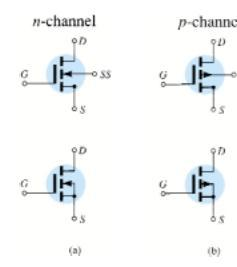 n-channel p-channe
D D
G SS G
S S
D D
G G
S S
(a) (b)